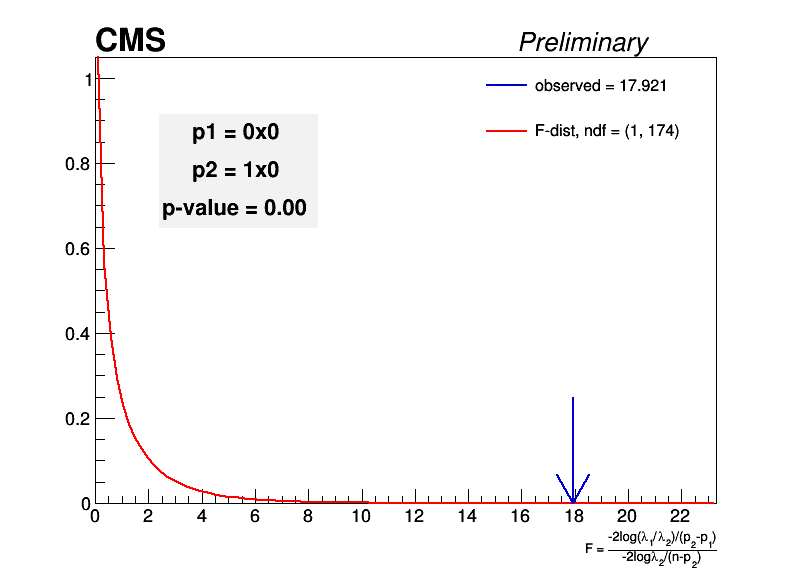 CMS Preliminary
observed = 17.921
F-dist, ndf = (1, 174)
p1 = 0x0
p2 = 1x0
p-value = 0.00
1
0.8
0.6
0.4
0.2
0
0 2 4 6 8 10 12 14 16 18 20 22
F = -2log(λ₁/λ₂)/(p₂-p₁)
-2logλ₂/(n-p₂)